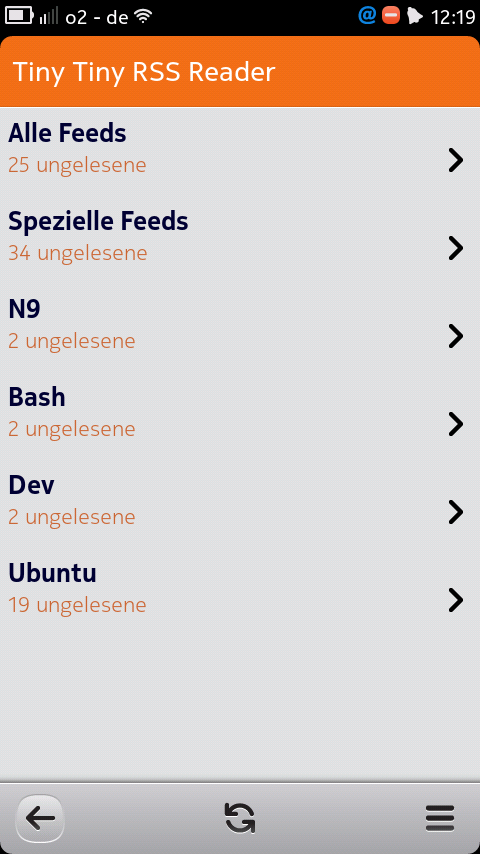 o2 - de @ 12:19
Tiny Tiny RSS Reader
Alle Feeds
25 ungelesene
Spezielle Feeds
34 ungelesene
N9
2 ungelesene
Bash
2 ungelesene
Dev
2 ungelesene
Ubuntu
19 ungelesene